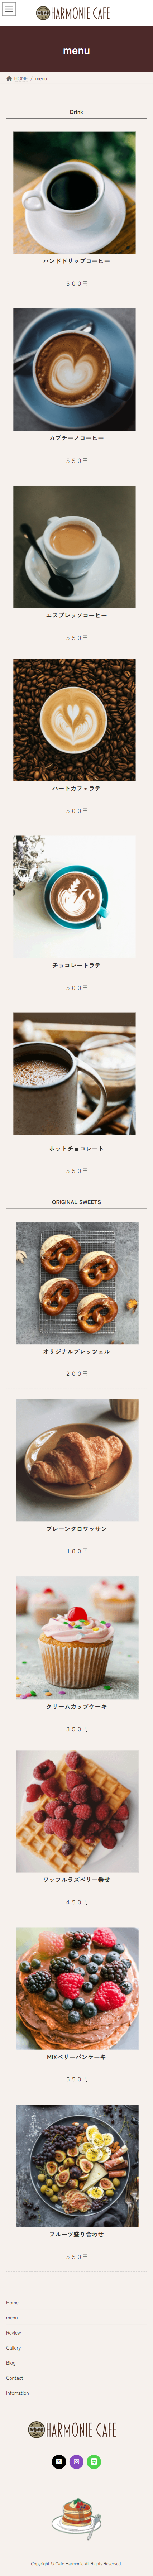 HARMONIE CAFE
menu
HOME / menu
Drink
ハンドドリップコーヒー
５００円
カプチーノコーヒー
５５０円
エスプレッソコーヒー
５５０円
ハートカフェラテ
５００円
チョコレートラテ
５００円
ホットチョコレート
５５０円
ORIGINAL SWEETS
オリジナルプレッツェル
２００円
プレーンクロワッサン
１８０円
クリームカップケーキ
３５０円
ワッフルラズベリー乗せ
４５０円
MIXベリーパンケーキ
５５０円
フルーツ盛り合わせ
５５０円
Home
menu
Review
Gallery
Blog
Contact
infomation
HARMONIE CAFE
Copyright © Cafe Harmonie All Rights Reserved.